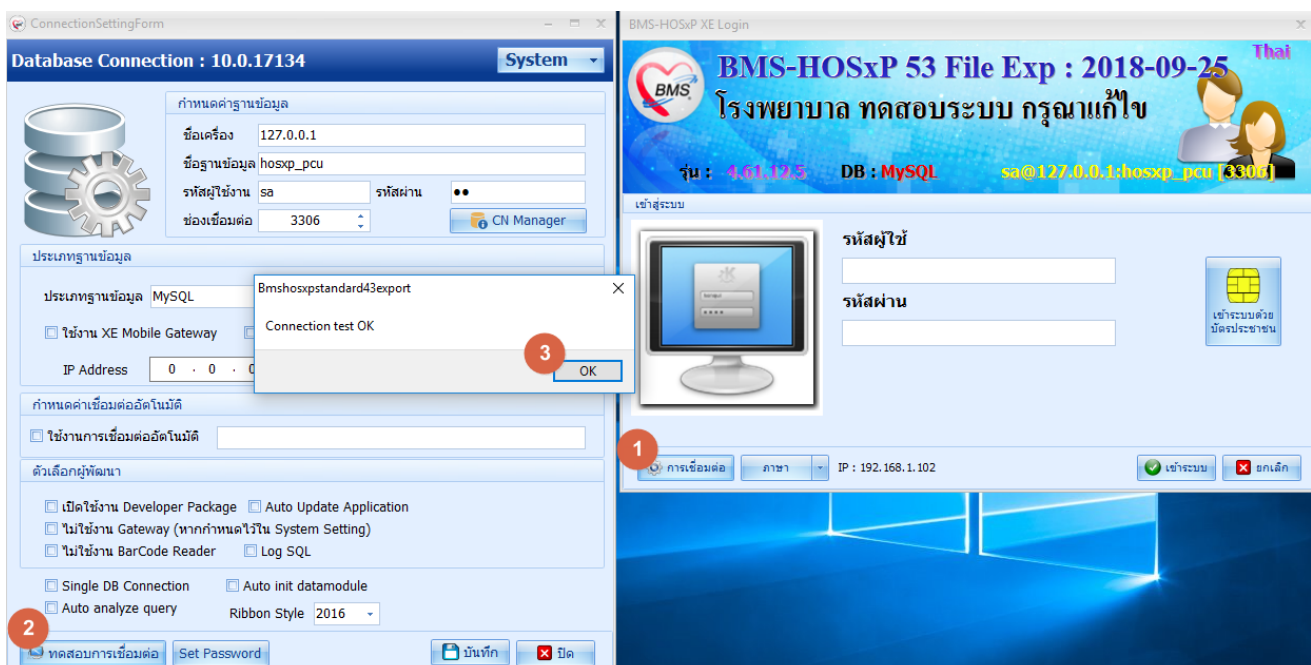 ConnectionSettingForm
Database Connection : 10.0.17134
System
กำหนดค่าฐานข้อมูล
ชื่อเครื่อง 127.0.0.1
ชื่อฐานข้อมูล hosxp_pcu
รหัสผู้ใช้งาน sa รหัสผ่าน ••
ช่องเชื่อมต่อ 3306 CN Manager
ประเภทฐานข้อมูล
ประเภทฐานข้อมูล MySQL
ใช้งาน XE Mobile Gateway
IP Address 0 . 0 . 0
กำหนดค่าเชื่อมต่ออัตโนมัติ
ใช้งานการเชื่อมต่ออัตโนมัติ
ตัวเลือกผู้พัฒนา
เปิดใช้งาน Developer Package Auto Update Application
ไม่ใช้งาน Gateway (หากกำหนดไว้ใน System Setting)
ไม่ใช้งาน BarCode Reader Log SQL
Single DB Connection Auto init datamodule
Auto analyze query Ribbon Style 2016
2
ทดสอบการเชื่อมต่อ Set Password บันทึก ปิด
Bmshosxpstandard43export
Connection test OK
3
OK
BMS-HOSxP XE Login
Thai
BMS
BMS-HOSxP 53 File Exp : 2018-09-25
โรงพยาบาล ทดสอบระบบ กรุณาแก้ไข
รุ่น : 4.61.12.5 DB : MySQL sa@127.0.0.1:hosxp_pcu [3306]
เข้าสู่ระบบ
รหัสผู้ใช้
รหัสผ่าน
เข้าระบบด้วย
บัตรประชาชน
1
การเชื่อมต่อ ภาษา IP : 192.168.1.102 เข้าระบบ ยกเลิก